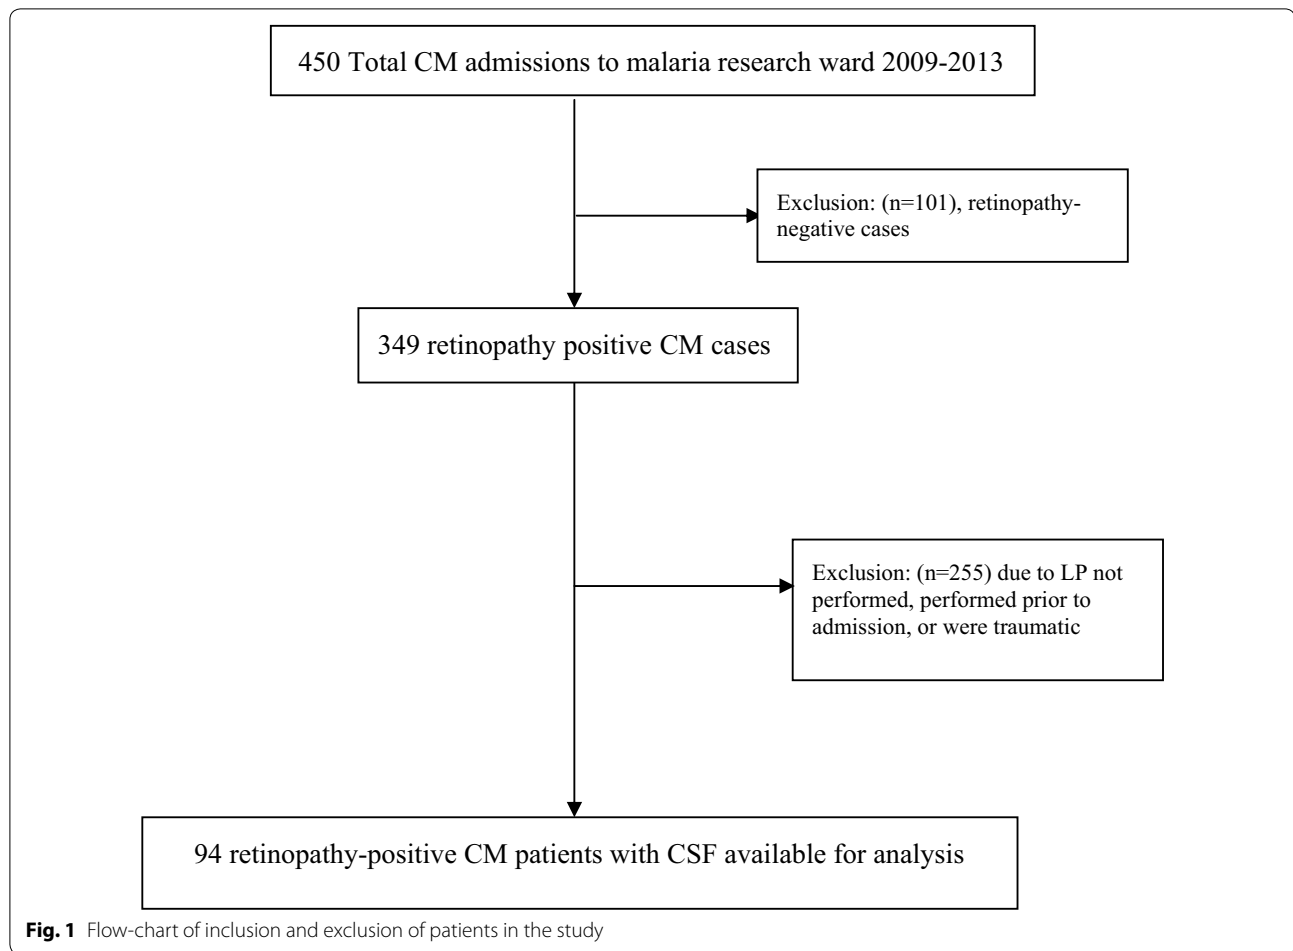 450 Total CM admissions to malaria research ward 2009-2013
Exclusion: (n=101), retinopathy-
negative cases
349 retinopathy positive CM cases
Exclusion: (n=255) due to LP not
performed, performed prior to
admission, or were traumatic
94 retinopathy-positive CM patients with CSF available for analysis
Fig. 1 Flow-chart of inclusion and exclusion of patients in the study